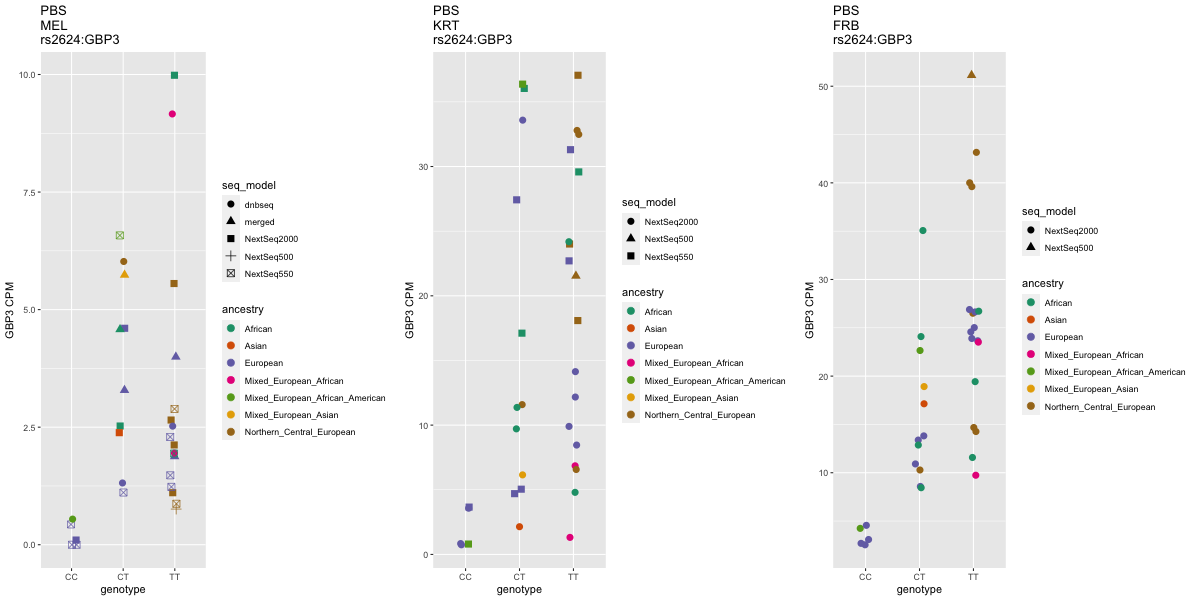 PBS
MEL
rs2624:GBP3
10.0
7.5
5.0
2.5
0.0
GBP3 CPM
CC
CT
TT
genotype
seq_model
dnbseq
merged
NextSeq2000
NextSeq500
NextSeq550
ancestry
African
Asian
European
Mixed_European_African
Mixed_European_African_American
Mixed_European_Asian
Northern_Central_European
PBS
KRT
rs2624:GBP3
30
20
10
0
GBP3 CPM
CC
CT
TT
genotype
seq_model
NextSeq2000
NextSeq500
NextSeq550
ancestry
African
Asian
European
Mixed_European_African
Mixed_European_African_American
Mixed_European_Asian
Northern_Central_European
PBS
FRB
rs2624:GBP3
50
40
30
20
10
GBP3 CPM
CC
CT
TT
genotype
seq_model
NextSeq2000
NextSeq500
ancestry
African
Asian
European
Mixed_European_African
Mixed_European_African_American
Mixed_European_Asian
Northern_Central_European